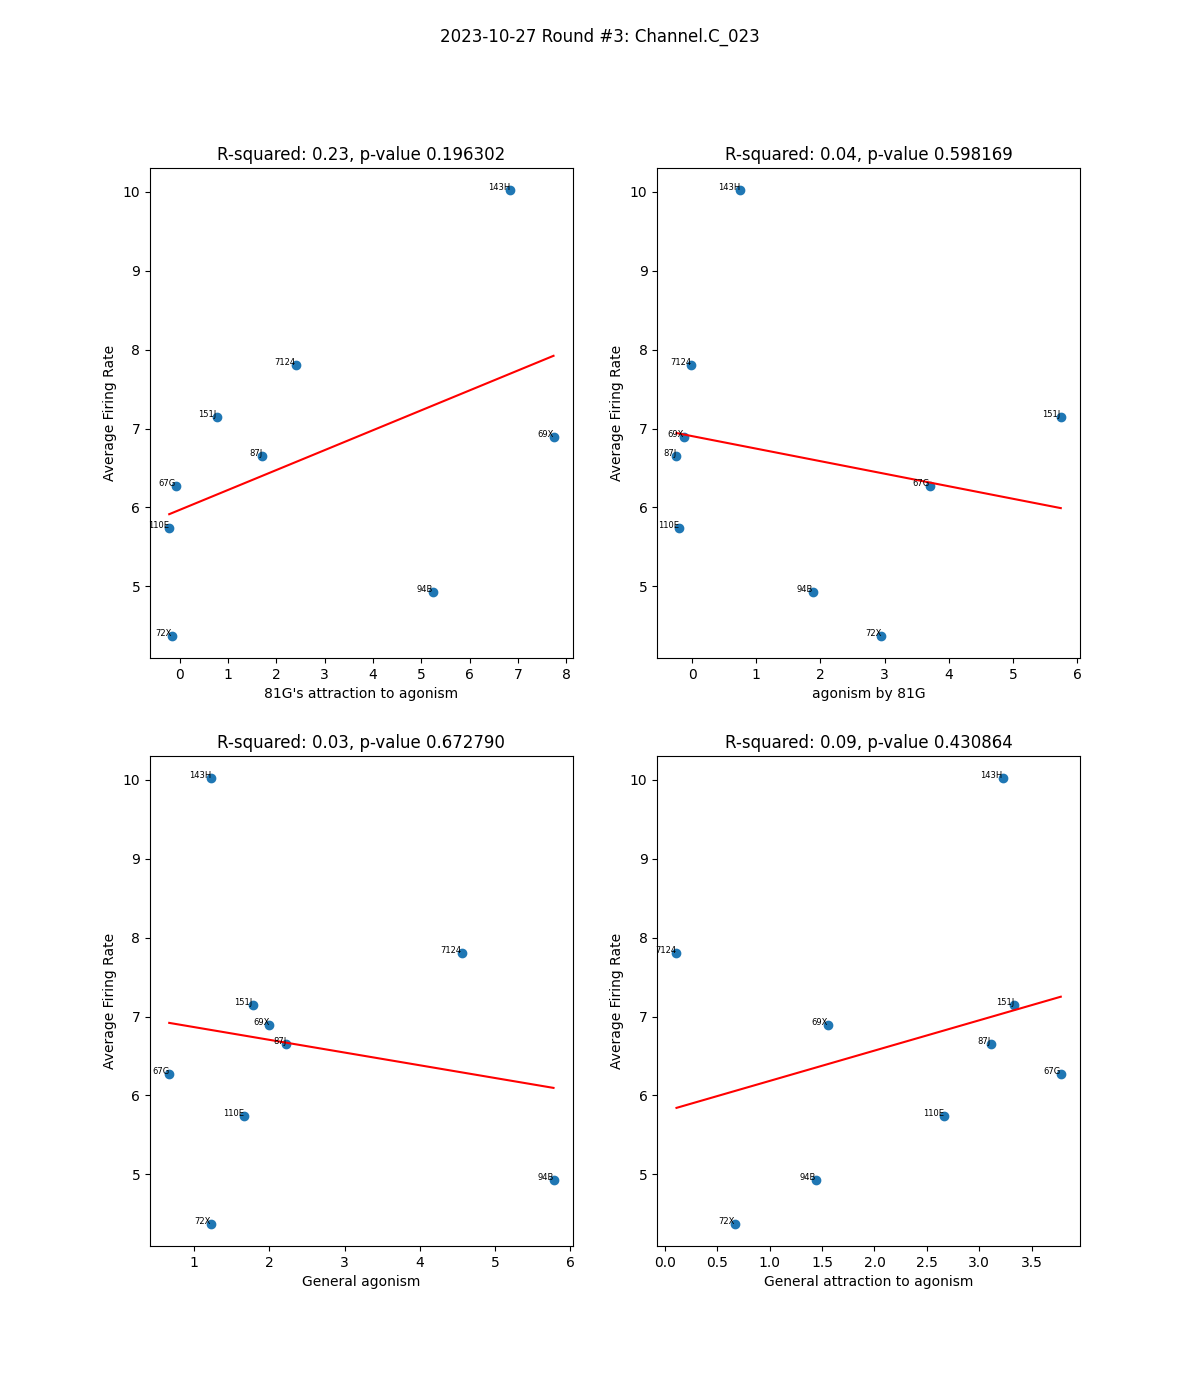 2023-10-27 Round #3: Channel.C_023
R-squared: 0.23, p-value 0.196302
10
9
8
7
6
5
Average Firing Rate
143H
7124
151J
69X
87J
67G
110E
94B
72X
0 1 2 3 4 5 6 7 8
81G's attraction to agonism
R-squared: 0.04, p-value 0.598169
10
9
8
7
6
5
Average Firing Rate
143H
7124
151J
69X
87J
67G
110E
94B
72X
0 1 2 3 4 5 6
agonism by 81G
R-squared: 0.03, p-value 0.672790
10
9
8
7
6
5
Average Firing Rate
143H
7124
151J
69X
87J
67G
110E
94B
72X
1 2 3 4 5 6
General agonism
R-squared: 0.09, p-value 0.430864
10
9
8
7
6
5
Average Firing Rate
143H
7124
151J
69X
87J
67G
110E
94B
72X
0.0 0.5 1.0 1.5 2.0 2.5 3.0 3.5
General attraction to agonism